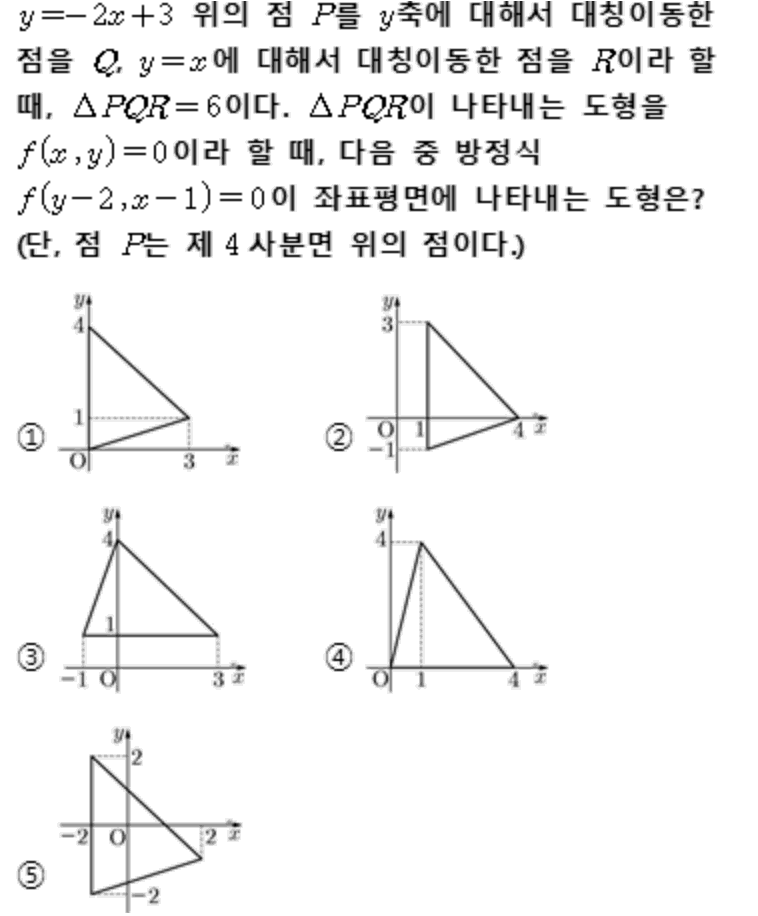 y=-2x+3 위의 점 P를 y축에 대해서 대칭이동한
점을 Q, y=x에 대해서 대칭이동한 점을 R이라 할
때, △PQR=6이다. △PQR이 나타내는 도형을
f(x,y)=0이라 할 때, 다음 중 방정식
f(y-2,x-1)=0이 좌표평면에 나타내는 도형은?
(단, 점 P는 제 4 사분면 위의 점이다.)
① y 4 1 O 3 x
② y 3 O 1 4 x -1
③ y 4 1 -1 O 3 x
④ y 4 O 1 4 x
⑤ y 2 -2 O 2 x -2